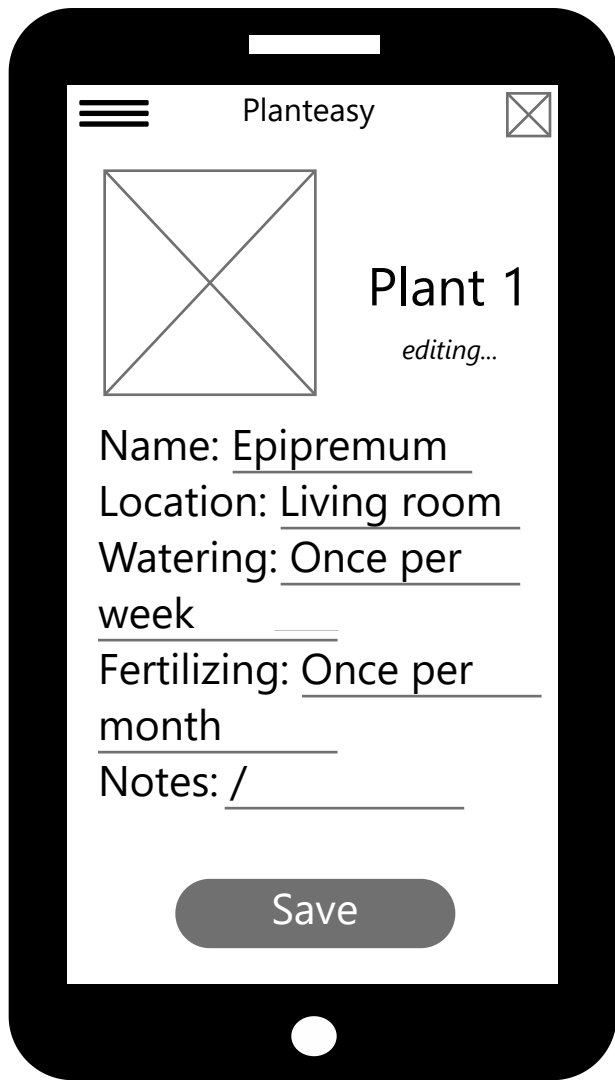 Planteasy
Plant 1
editing...
Name: Epipremum
Location: Living room
Watering: Once per
week
Fertilizing: Once per
month
Notes: /
Save